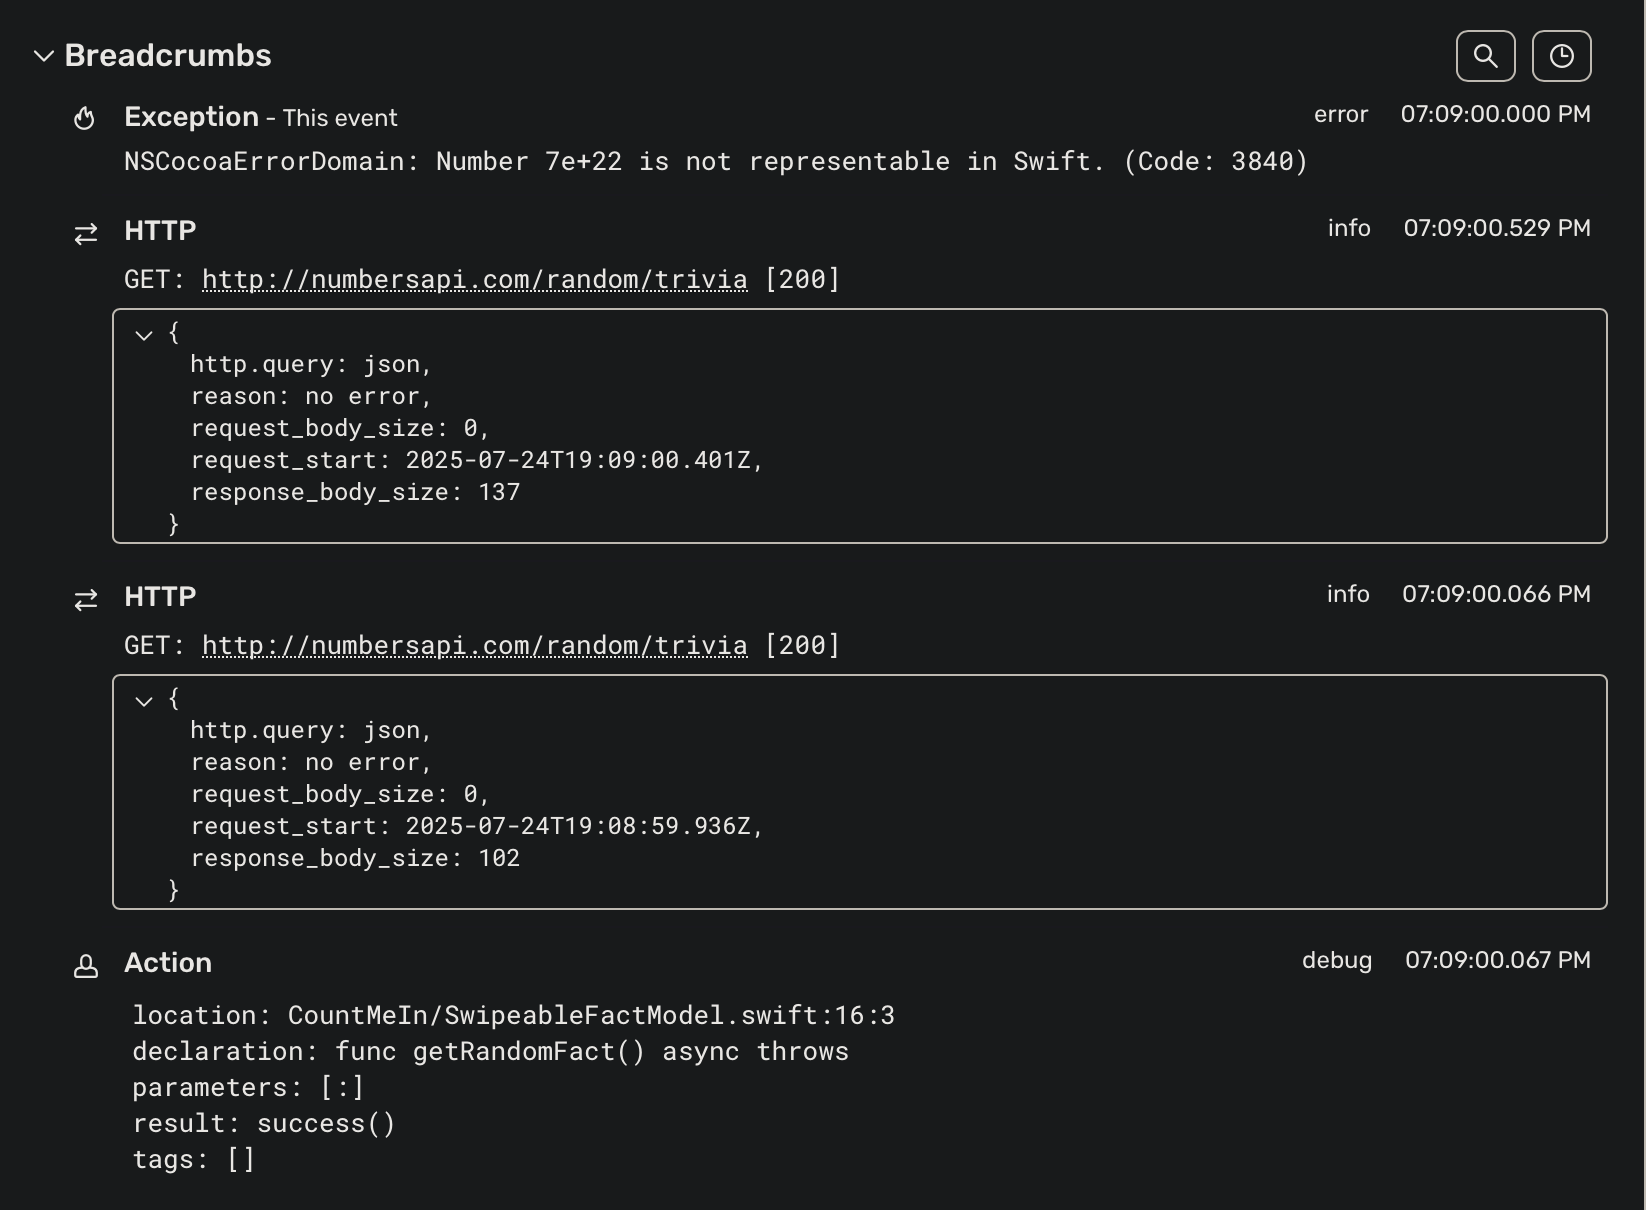 Breadcrumbs
Exception - This event error 07:09:00.000 PM
NSCocoaErrorDomain: Number 7e+22 is not representable in Swift. (Code: 3840)
HTTP info 07:09:00.529 PM
GET: http://numbersapi.com/random/trivia [200]
{
http.query: json,
reason: no error,
request_body_size: 0,
request_start: 2025-07-24T19:09:00.401Z,
response_body_size: 137
}
HTTP info 07:09:00.066 PM
GET: http://numbersapi.com/random/trivia [200]
{
http.query: json,
reason: no error,
request_body_size: 0,
request_start: 2025-07-24T19:08:59.936Z,
response_body_size: 102
}
Action debug 07:09:00.067 PM
location: CountMeIn/SwipeableFactModel.swift:16:3
declaration: func getRandomFact() async throws
parameters: [:]
result: success()
tags: []